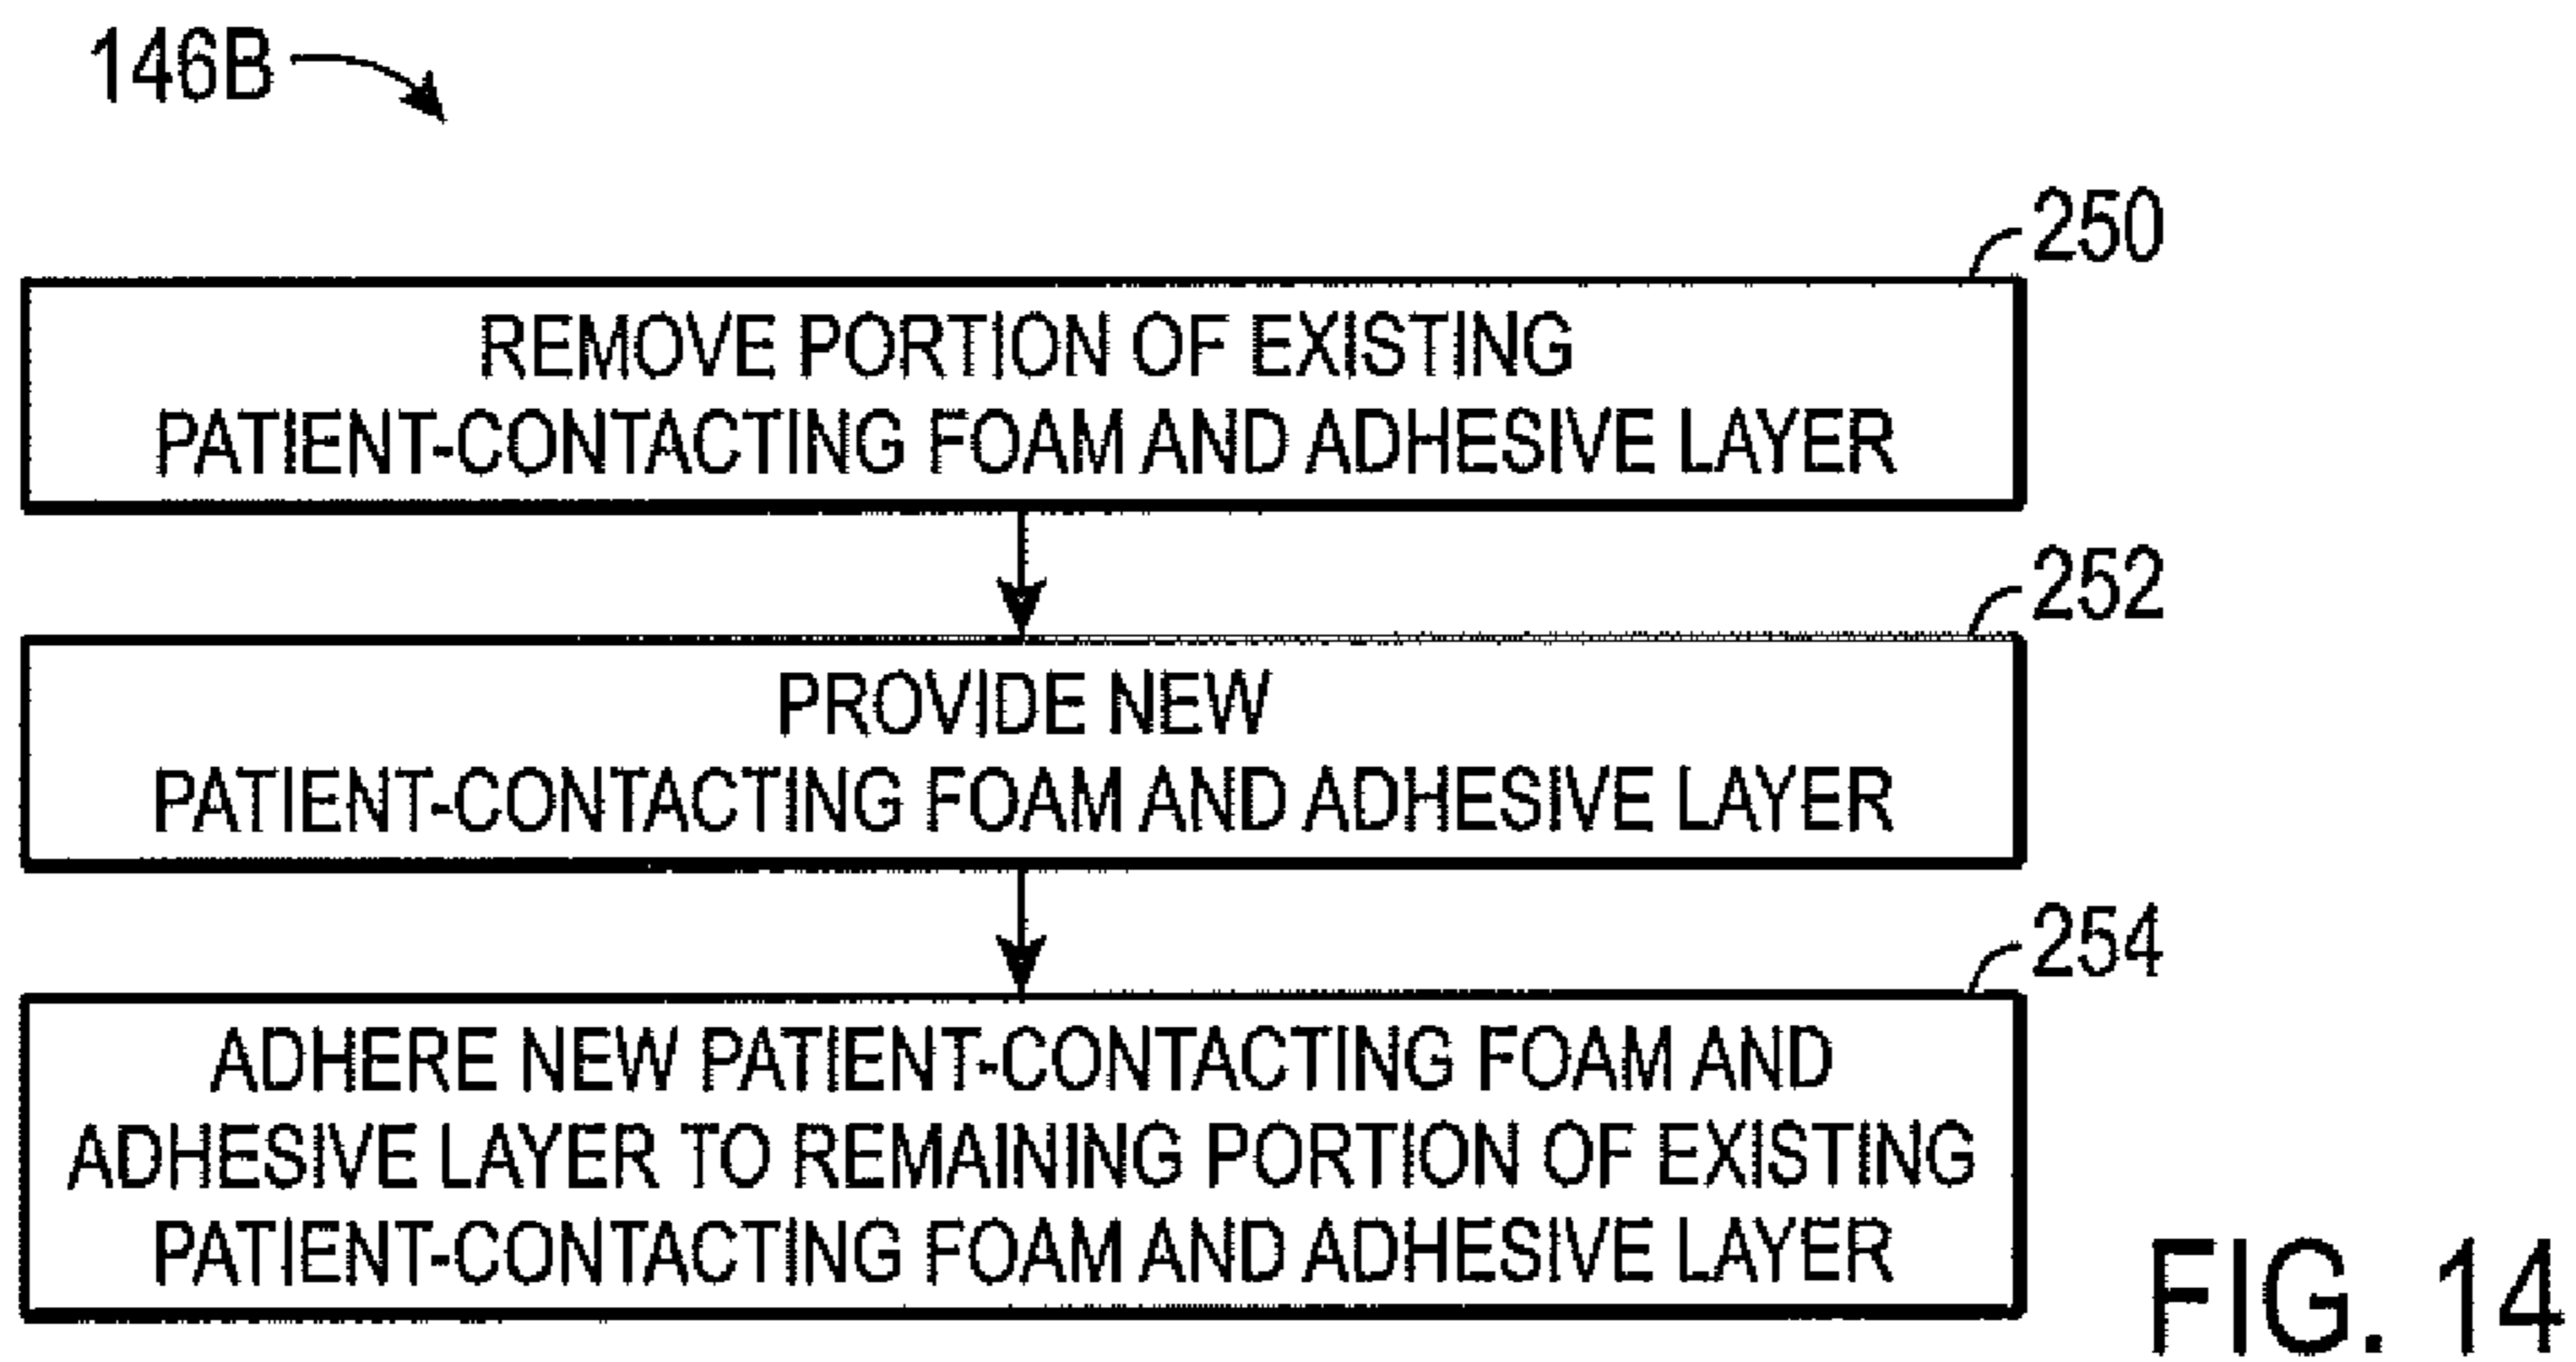 146B
250
REMOVE PORTION OF EXISTING
PATIENT-CONTACTING FOAM AND ADHESIVE LAYER
252
PROVIDE NEW
PATIENT-CONTACTING FOAM AND ADHESIVE LAYER
254
ADHERE NEW PATIENT-CONTACTING FOAM AND
ADHESIVE LAYER TO REMAINING PORTION OF EXISTING
PATIENT-CONTACTING FOAM AND ADHESIVE LAYER
FIG. 14